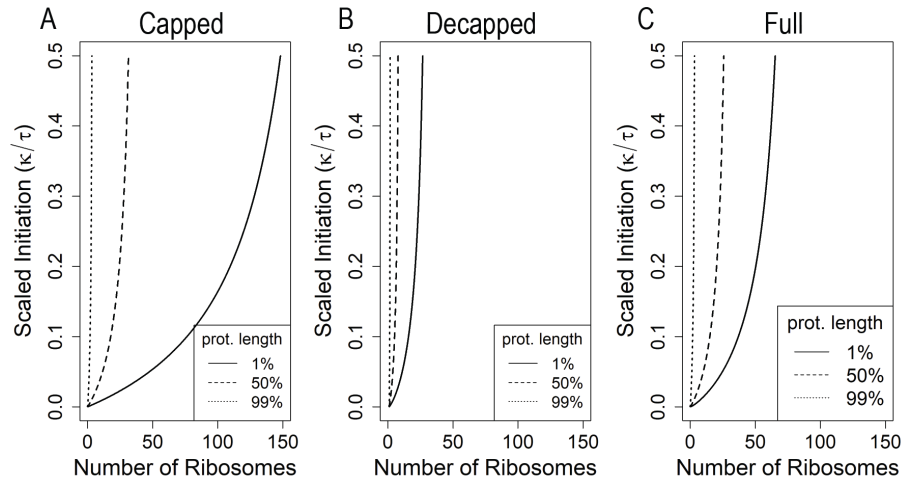 A
Capped
Scaled Initiation (κ/τ)
0.5
0.4
0.3
0.2
0.1
0.0
prot. length
1%
50%
99%
0 50 100 150
Number of Ribosomes
B
Decapped
Scaled Initiation (κ/τ)
0.5
0.4
0.3
0.2
0.1
0.0
prot. length
1%
50%
99%
0 50 100 150
Number of Ribosomes
C
Full
Scaled Initiation (κ/τ)
0.5
0.4
0.3
0.2
0.1
0.0
prot. length
1%
50%
99%
0 50 100 150
Number of Ribosomes